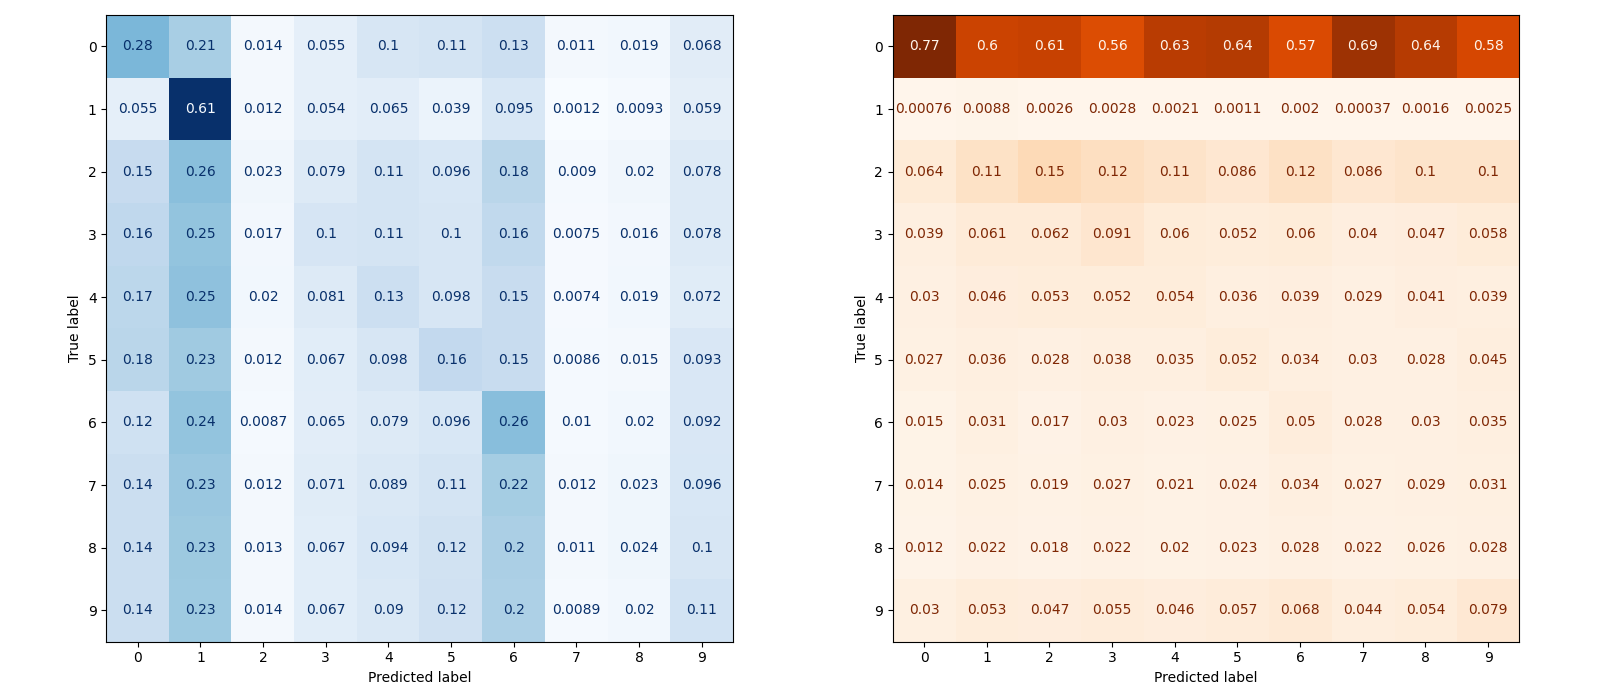 0 0.28 0.21 0.014 0.055 0.1 0.11 0.13 0.011 0.019 0.068
1 0.055 0.61 0.012 0.054 0.065 0.039 0.095 0.0012 0.0093 0.059
2 0.15 0.26 0.023 0.079 0.11 0.096 0.18 0.009 0.02 0.078
3 0.16 0.25 0.017 0.1 0.11 0.1 0.16 0.0075 0.016 0.078
4 0.17 0.25 0.02 0.081 0.13 0.098 0.15 0.0074 0.019 0.072
5 0.18 0.23 0.012 0.067 0.098 0.16 0.15 0.0086 0.015 0.093
6 0.12 0.24 0.0087 0.065 0.079 0.096 0.26 0.01 0.02 0.092
7 0.14 0.23 0.012 0.071 0.089 0.11 0.22 0.012 0.023 0.096
8 0.14 0.23 0.013 0.067 0.094 0.12 0.2 0.011 0.024 0.1
9 0.14 0.23 0.014 0.067 0.09 0.12 0.2 0.0089 0.02 0.11
0 1 2 3 4 5 6 7 8 9
Predicted label
True label
0 0.77 0.6 0.61 0.56 0.63 0.64 0.57 0.69 0.64 0.58
1 0.00076 0.0088 0.0026 0.0028 0.0021 0.0011 0.002 0.00037 0.0016 0.0025
2 0.064 0.11 0.15 0.12 0.11 0.086 0.12 0.086 0.1 0.1
3 0.039 0.061 0.062 0.091 0.06 0.052 0.06 0.04 0.047 0.058
4 0.03 0.046 0.053 0.052 0.054 0.036 0.039 0.029 0.041 0.039
5 0.027 0.036 0.028 0.038 0.035 0.052 0.034 0.03 0.028 0.045
6 0.015 0.031 0.017 0.03 0.023 0.025 0.05 0.028 0.03 0.035
7 0.014 0.025 0.019 0.027 0.021 0.024 0.034 0.027 0.029 0.031
8 0.012 0.022 0.018 0.022 0.02 0.023 0.028 0.022 0.026 0.028
9 0.03 0.053 0.047 0.055 0.046 0.057 0.068 0.044 0.054 0.079
0 1 2 3 4 5 6 7 8 9
Predicted label
True label